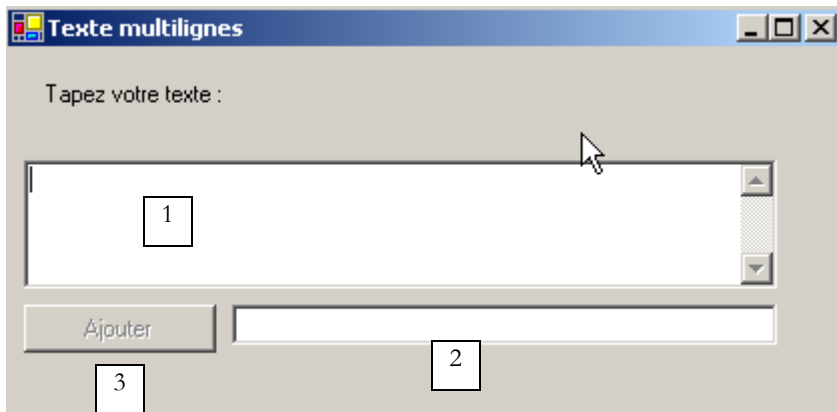 Texte multilignes
Tapez votre texte :
1
Ajouter
2
3